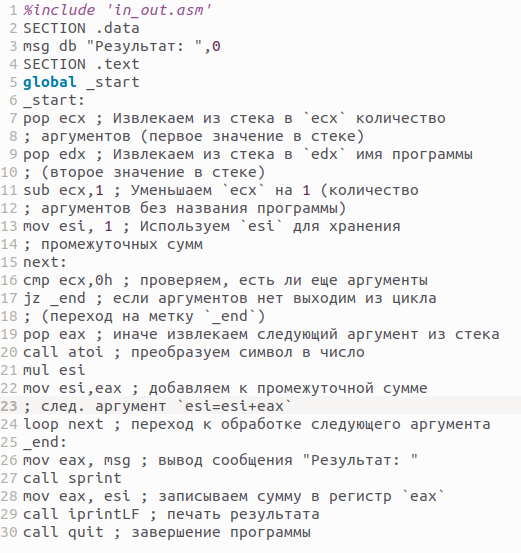 1 %include 'in_out.asm'
2 SECTION .data
3 msg db "Результат: ",0
4 SECTION .text
5 global _start
6 _start:
7 pop ecx ; Извлекаем из стека в `ecx` количество
8 ; аргументов (первое значение в стеке)
9 pop edx ; Извлекаем из стека в `edx` имя программы
10 ; (второе значение в стеке)
11 sub ecx,1 ; Уменьшаем `ecx` на 1 (количество
12 ; аргументов без названия программы)
13 mov esi, 1 ; Используем `esi` для хранения
14 ; промежуточных сумм
15 next:
16 cmp ecx,0h ; проверяем, есть ли еще аргументы
17 jz _end ; если аргументов нет выходим из цикла
18 ; (переход на метку `_end`)
19 pop eax ; иначе извлекаем следующий аргумент из стека
20 call atoi ; преобразуем символ в число
21 mul esi
22 mov esi,eax ; добавляем к промежуточной сумме
23 ; след. аргумент `esi=esi+eax`
24 loop next ; переход к обработке следующего аргумента
25 _end:
26 mov eax, msg ; вывод сообщения "Результат: "
27 call sprint
28 mov eax, esi ; записываем сумму в регистр `eax`
29 call iprintLF ; печать результата
30 call quit ; завершение программы